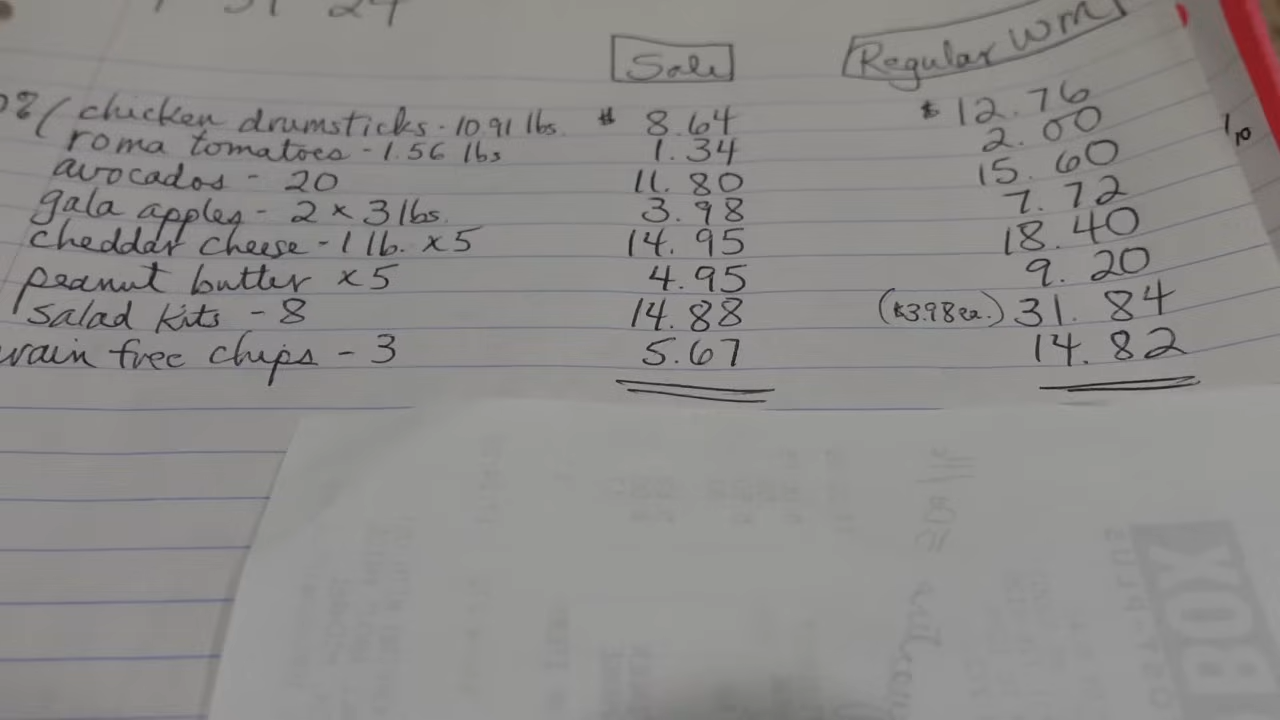 Sale Regular WM
chicken drumsticks - 10.91 lbs. $ 8.64 $ 12.76
roma tomatoes - 1.56 lbs 1.34 2.00
avocados - 20 11.80 15.60
gala apples - 2 x 3 lbs. 3.98 7.72
cheddar cheese - 1 lb. x 5 14.95 18.40
peanut butter x 5 4.95 9.20
Salad Kits - 8 14.88 ($3.98 ea.) 31.84
free chips - 3 5.67 14.82
BOX